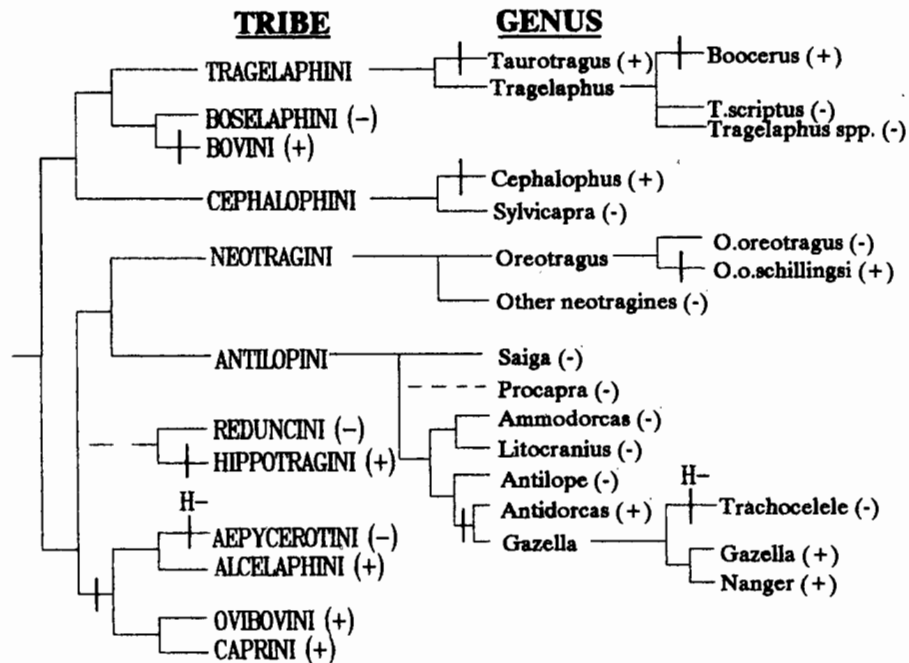 TRIBE GENUS
TRAGELAPHINI Taurotragus (+) Boocerus (+)
Tragelaphus
BOSELAPHINI (-) T.scriptus (-)
BOVINI (+) Tragelaphus spp. (-)
Cephalophus (+)
CEPHALOPHINI
Sylvicapra (-)
O.oreotragus (-)
NEOTRAGINI Oreotragus
O.o.schillingsi (+)
Other neotragines (-)
ANTILOPINI Saiga (-)
Procapra (-)
Ammodorcas (-)
REDUNCINI (-)
Litocranius (-)
HIPPOTRAGINI (+)
Antilope (-) H-
H- Antidorcas (+) Trachocelele (-)
AEPYCEROTINI (-) Gazella
ALCELAPHINI (+) Gazella (+)
Nanger (+)
OVIBOVINI (+)
CAPRINI (+)